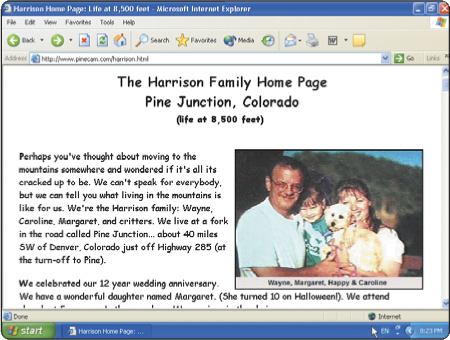 Harrison Home Page: Life at 8,500 feet - Microsoft Internet Explorer
File Edit View Favorites Tools Help
Back Search Favorites Media
Address http://www.pinecam.com/harrison.html Go Links
The Harrison Family Home Page
Pine Junction, Colorado
(life at 8,500 feet)
Perhaps you've thought about moving to the
mountains somewhere and wondered if it's all its
cracked up to be. We can't speak for everybody,
but we can tell you what living in the mountains is
like for us. We're the Harrison family: Wayne,
Caroline, Margaret, and critters. We live at a fork
in the road called Pine Junction... about 40 miles
SW of Denver, Colorado just off Highway 285 (at
the turn-off to Pine).
Wayne, Margaret, Happy & Caroline
We celebrated our 12 year wedding anniversary.
We have a wonderful daughter named Margaret. (She turned 10 on Halloween!). We attend
Done Internet
start Harrison Home Page: ... EN 8:23 PM